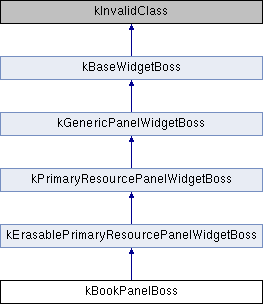 kInvalidClass
kBaseWidgetBoss
kGenericPanelWidgetBoss
kPrimaryResourcePanelWidgetBoss
kErasablePrimaryResourcePanelWidgetBoss
kBookPanelBoss